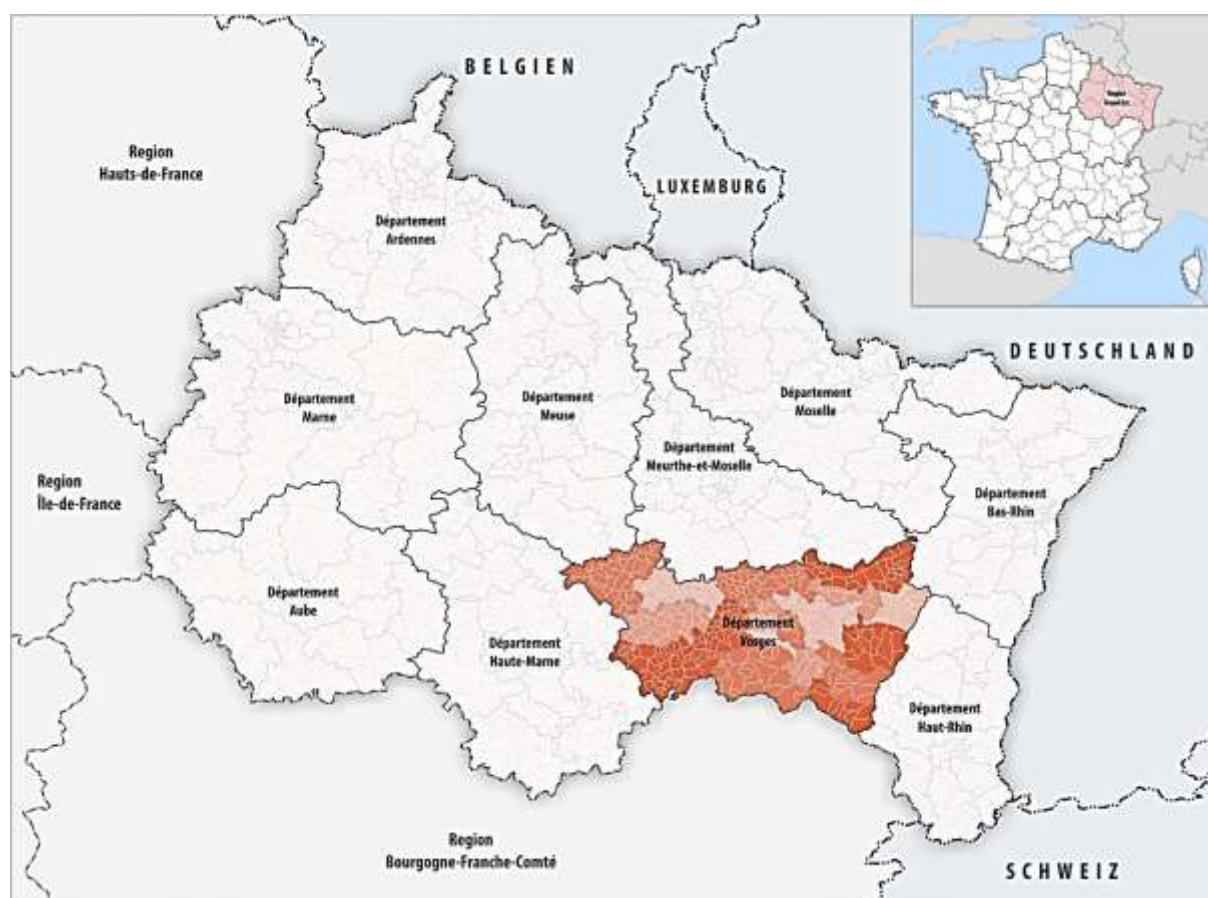 BELGIEN
Region
Hauts-de-France
LUXEMBURG
Département
Ardennes
Region
DEUTSCHLAND
Département
Marne
Département
Meuse
Département
Moselle
Département
Meurthe-et-Moselle
Region
Île-de-France
Département
Bas-Rhin
Département
Aube
Département
Vosges
Département
Haute-Marne
Département
Haut-Rhin
Region
Bourgogne-Franche-Comté
SCHWEIZ